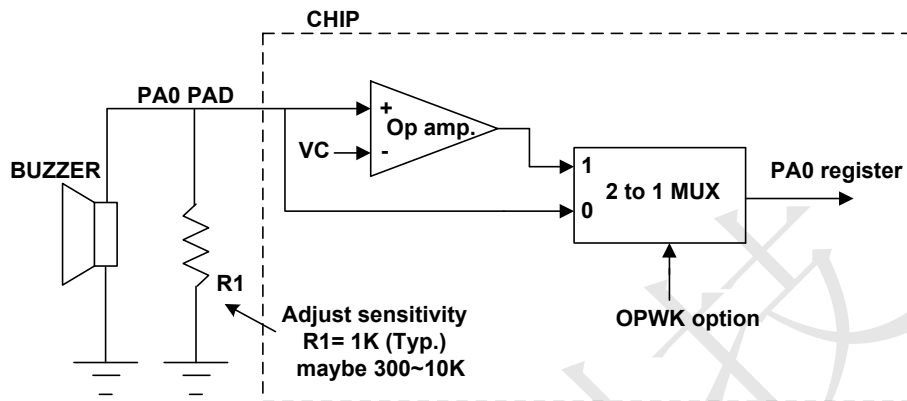 CHIP
PA0 PAD
+
Op amp.
VC
-
BUZZER
1
2 to 1 MUX
0
PA0 register
R1
Adjust sensitivity
R1= 1K (Typ.)
maybe 300~10K
OPWK option